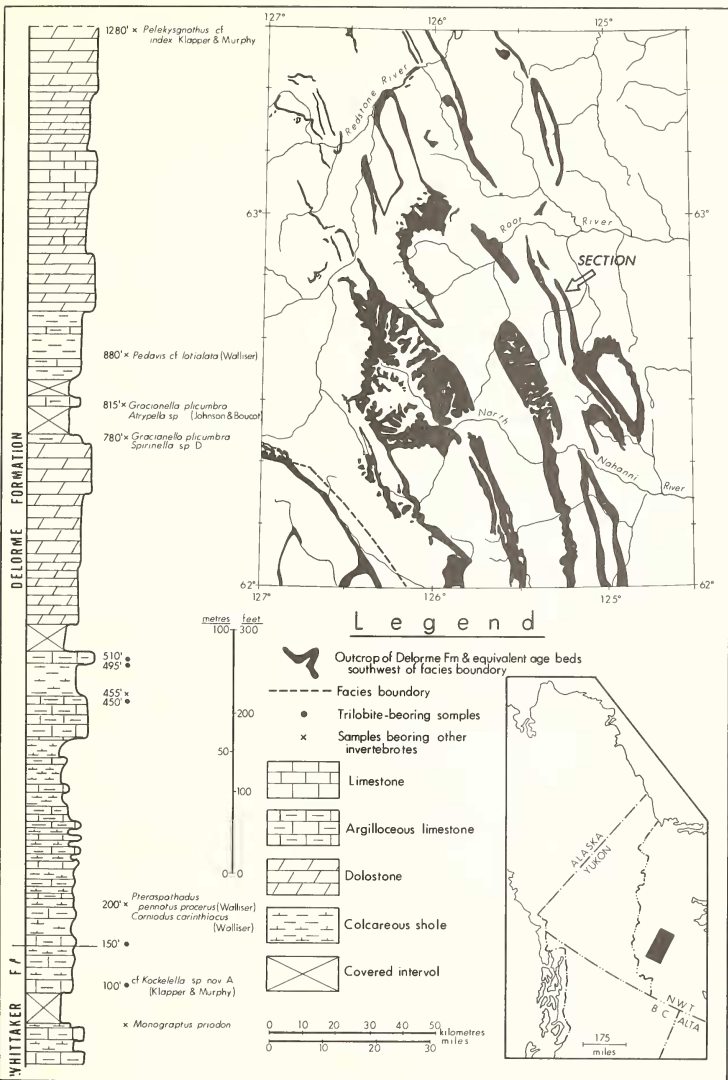 1280' × Pelekysgnathus cf
index Klapper & Murphy
880' × Pedavis cf latialata (Walliser)
815' × Gracianella plicumbra
Atrypella sp (Johnson & Boucot)
780' × Gracianella plicumbra
Spirinella sp D
510' •
495' •
455' ×
450' •
200' × Pteraspathodus
pennatus procerus (Walliser)
Carniodus carinthiacus
(Walliser)
150' •
100' • cf Kockelella sp nov A
(Klapper & Murphy)
× Monograptus priodon
DELORME FORMATION
WHITTAKER FM
127° 126° 125°
Redstone River
63° 63°
Root River
SECTION
North Nahanni River
62° 62°
127° 126° 125°
Legend
metres feet
100 300
200
50
100
0 0
Outcrop of Delorme Fm & equivalent age beds
southwest of facies boundary
Facies boundary
• Trilobite-bearing samples
× Samples bearing other
invertebrates
Limestone
Argilloceous limestone
Dolostone
Calcareous shale
Covered interval
0 10 20 30 40 50 kilometres
0 10 20 30 miles
ALASKA
YUKON
NWT
BC ALTA
175
miles